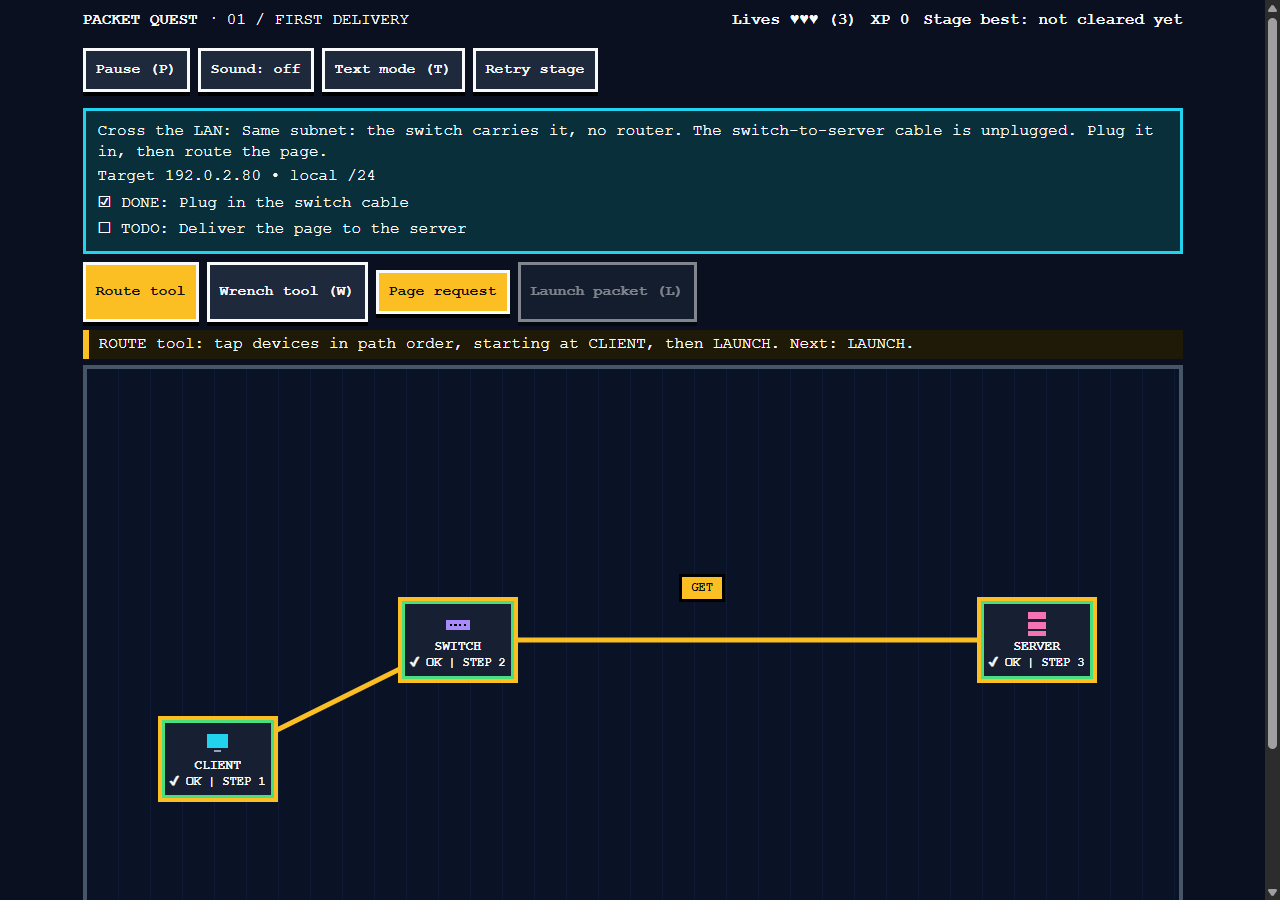 PACKET QUEST · 01 / FIRST DELIVERY
Lives ♥♥♥ (3) XP 0 Stage best: not cleared yet
Pause (P) Sound: off Text mode (T) Retry stage
Cross the LAN: Same subnet: the switch carries it, no router. The switch-to-server cable is unplugged. Plug it
in, then route the page.
Target 192.0.2.80 • local /24
☑ DONE: Plug in the switch cable
☐ TODO: Deliver the page to the server
Route tool Wrench tool (W) Page request Launch packet (L)
ROUTE tool: tap devices in path order, starting at CLIENT, then LAUNCH. Next: LAUNCH.
GET
SWITCH
✓ OK | STEP 2
SERVER
✓ OK | STEP 3
CLIENT
✓ OK | STEP 1